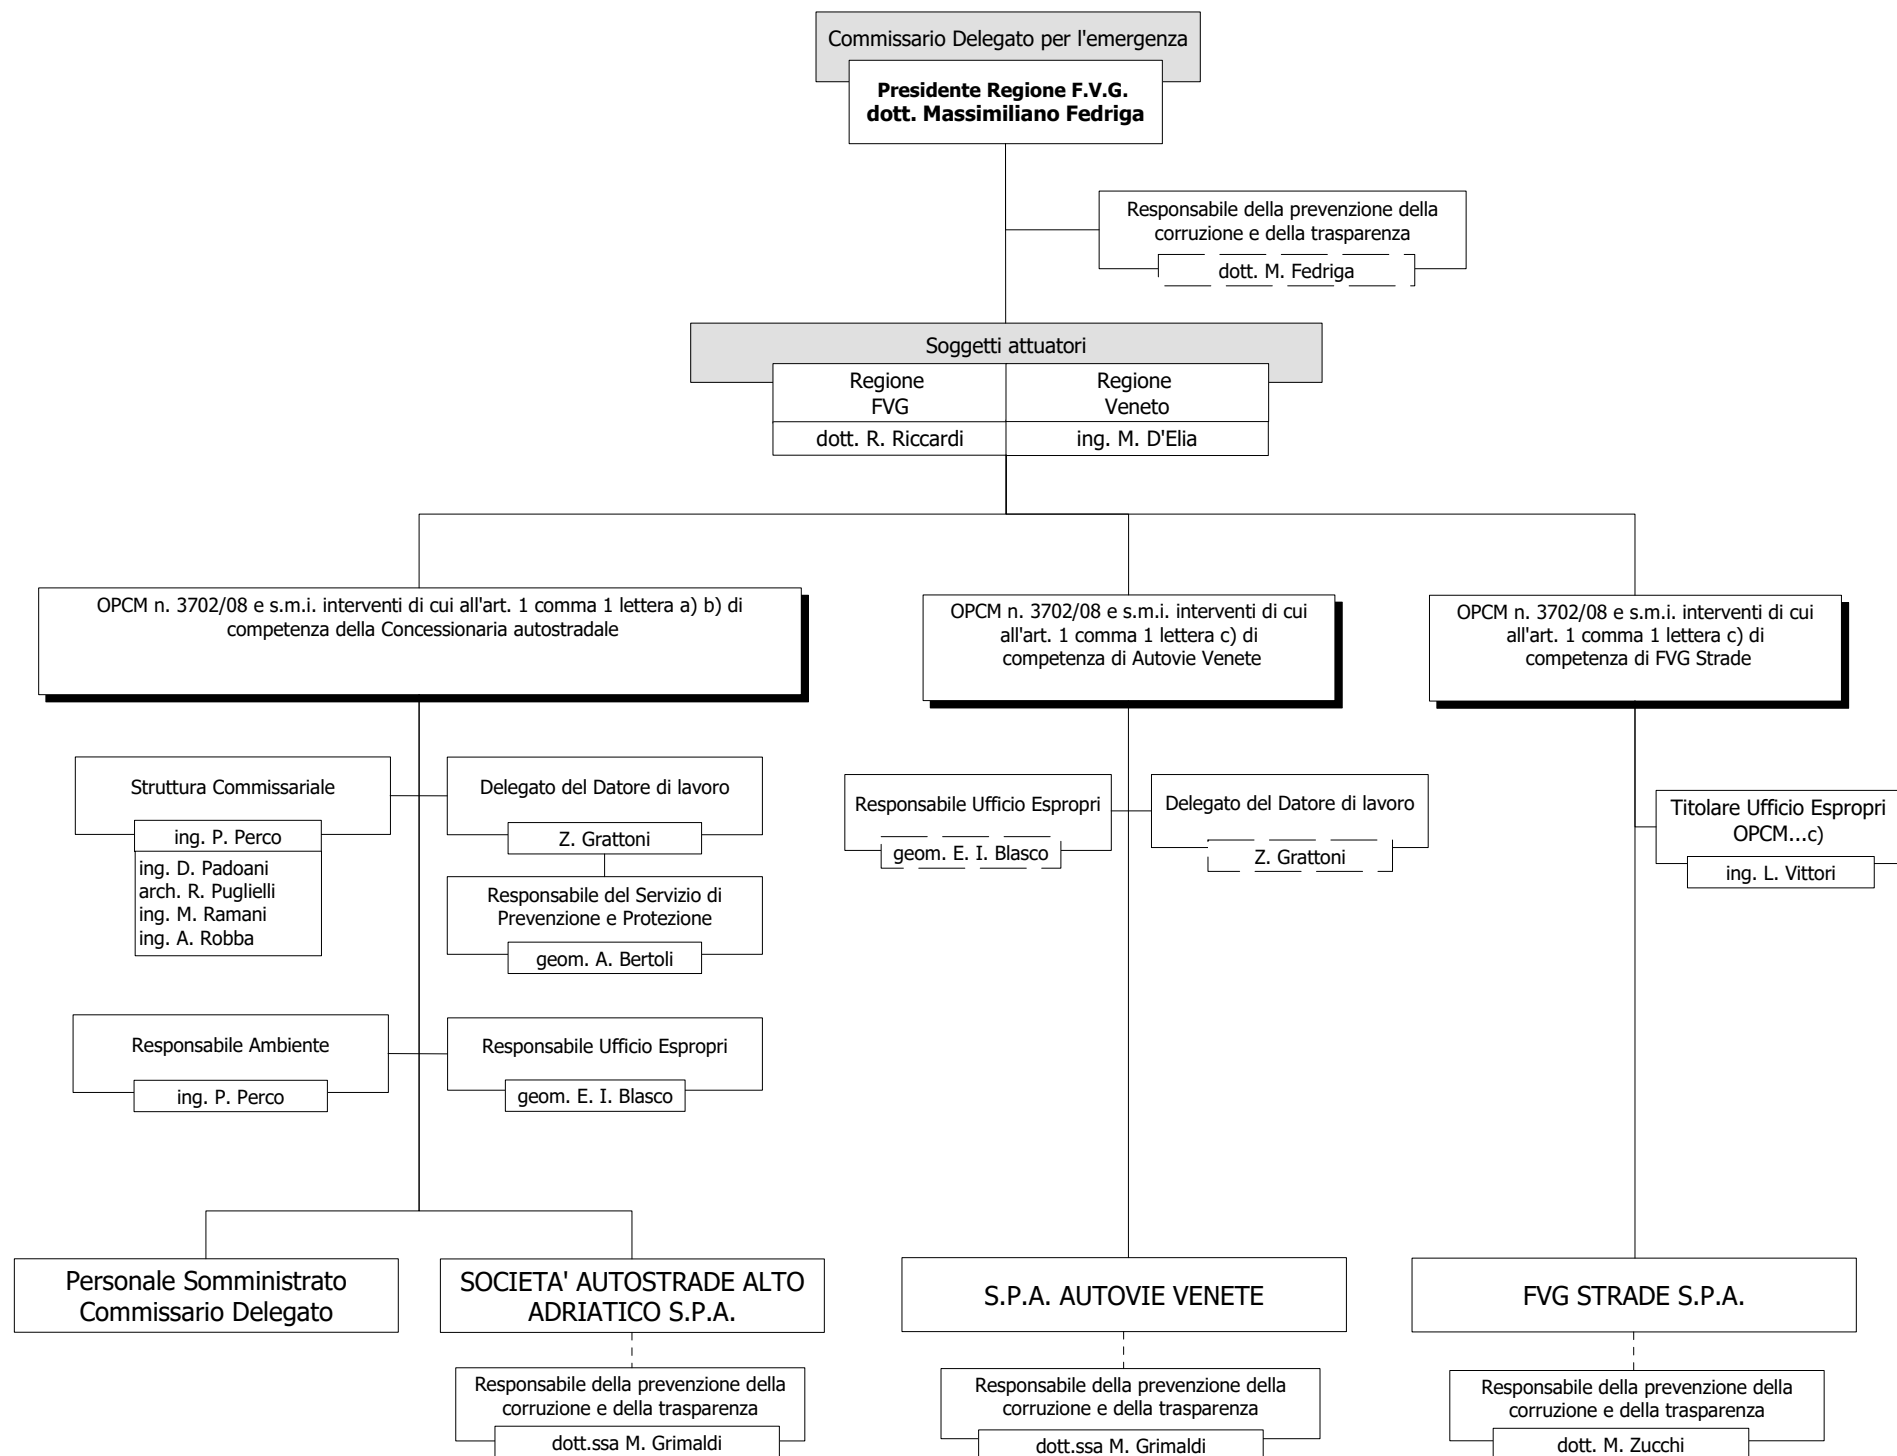 Commissario Delegato per l'emergenza
Presidente Regione F.V.G.
dott. Massimiliano Fedriga
Responsabile della prevenzione della
corruzione e della trasparenza
dott. M. Fedriga
Soggetti attuatori
Regione
FVG
Regione
Veneto
dott. R. Riccardi
ing. M. D'Elia
OPCM n. 3702/08 e s.m.i. interventi di cui all'art. 1 comma 1 lettera a) b) di
competenza della Concessionaria autostradale
OPCM n. 3702/08 e s.m.i. interventi di cui
all'art. 1 comma 1 lettera c) di
competenza di Autovie Venete
OPCM n. 3702/08 e s.m.i. interventi di cui
all'art. 1 comma 1 lettera c) di
competenza di FVG Strade
Struttura Commissariale
ing. P. Perco
ing. D. Padoani
arch. R. Puglielli
ing. M. Ramani
ing. A. Robba
Delegato del Datore di lavoro
Z. Grattoni
Responsabile del Servizio di
Prevenzione e Protezione
geom. A. Bertoli
Responsabile Ufficio Espropri
geom. E. I. Blasco
Delegato del Datore di lavoro
Z. Grattoni
Titolare Ufficio Espropri
OPCM...c)
ing. L. Vittori
Responsabile Ambiente
ing. P. Perco
Responsabile Ufficio Espropri
geom. E. I. Blasco
Personale Somministrato
Commissario Delegato
SOCIETA' AUTOSTRADE ALTO
ADRIATICO S.P.A.
S.P.A. AUTOVIE VENETE
FVG STRADE S.P.A.
Responsabile della prevenzione della
corruzione e della trasparenza
dott.ssa M. Grimaldi
Responsabile della prevenzione della
corruzione e della trasparenza
dott.ssa M. Grimaldi
Responsabile della prevenzione della
corruzione e della trasparenza
dott. M. Zucchi